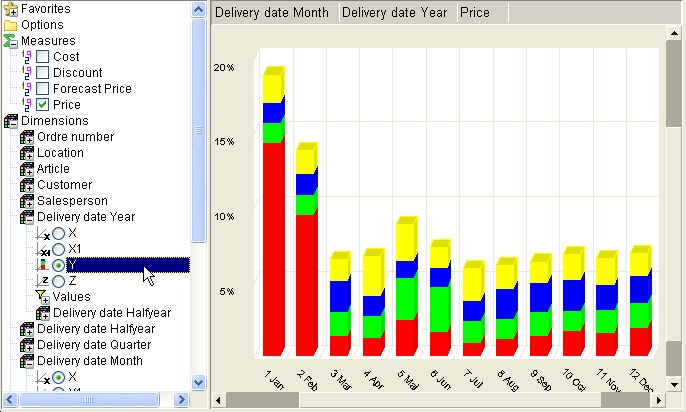 Favorites
Options
Measures
Cost
Discount
Forecast Price
Price
Dimensions
Ordre number
Location
Article
Customer
Salesperson
Delivery date Year
X
X1
Y
Z
Values
Delivery date Halfyear
Delivery date Halfyear
Delivery date Quarter
Delivery date Month
X
Delivery date Month Delivery date Year Price
20%
15%
10%
5%
1 Jan 2 Feb 3 Mar 4 Apr 5 Mai 6 Jun 7 Jul 8 Aug 9 Sep 10 Oct 11 Nov 12 Dec